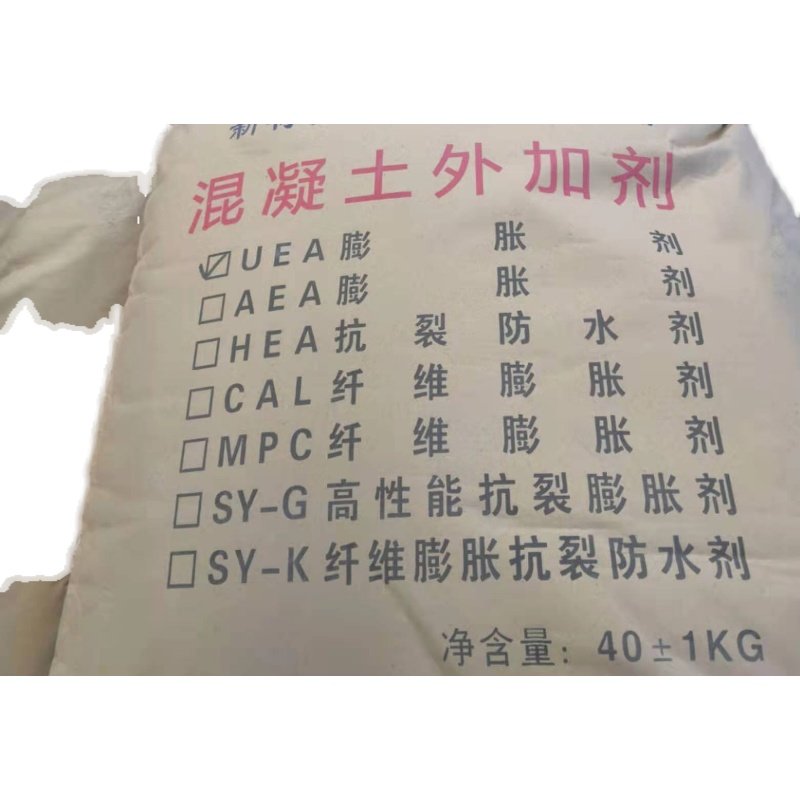 混凝土外加剂
☑UEA膨胀剂
□AEA膨胀剂
□HEA抗裂防水剂
□CAL纤维膨胀剂
□MPC纤维膨胀剂
□SY-G高性能抗裂膨胀剂
□SY-K纤维膨胀抗裂防水剂
净含量：40±1KG